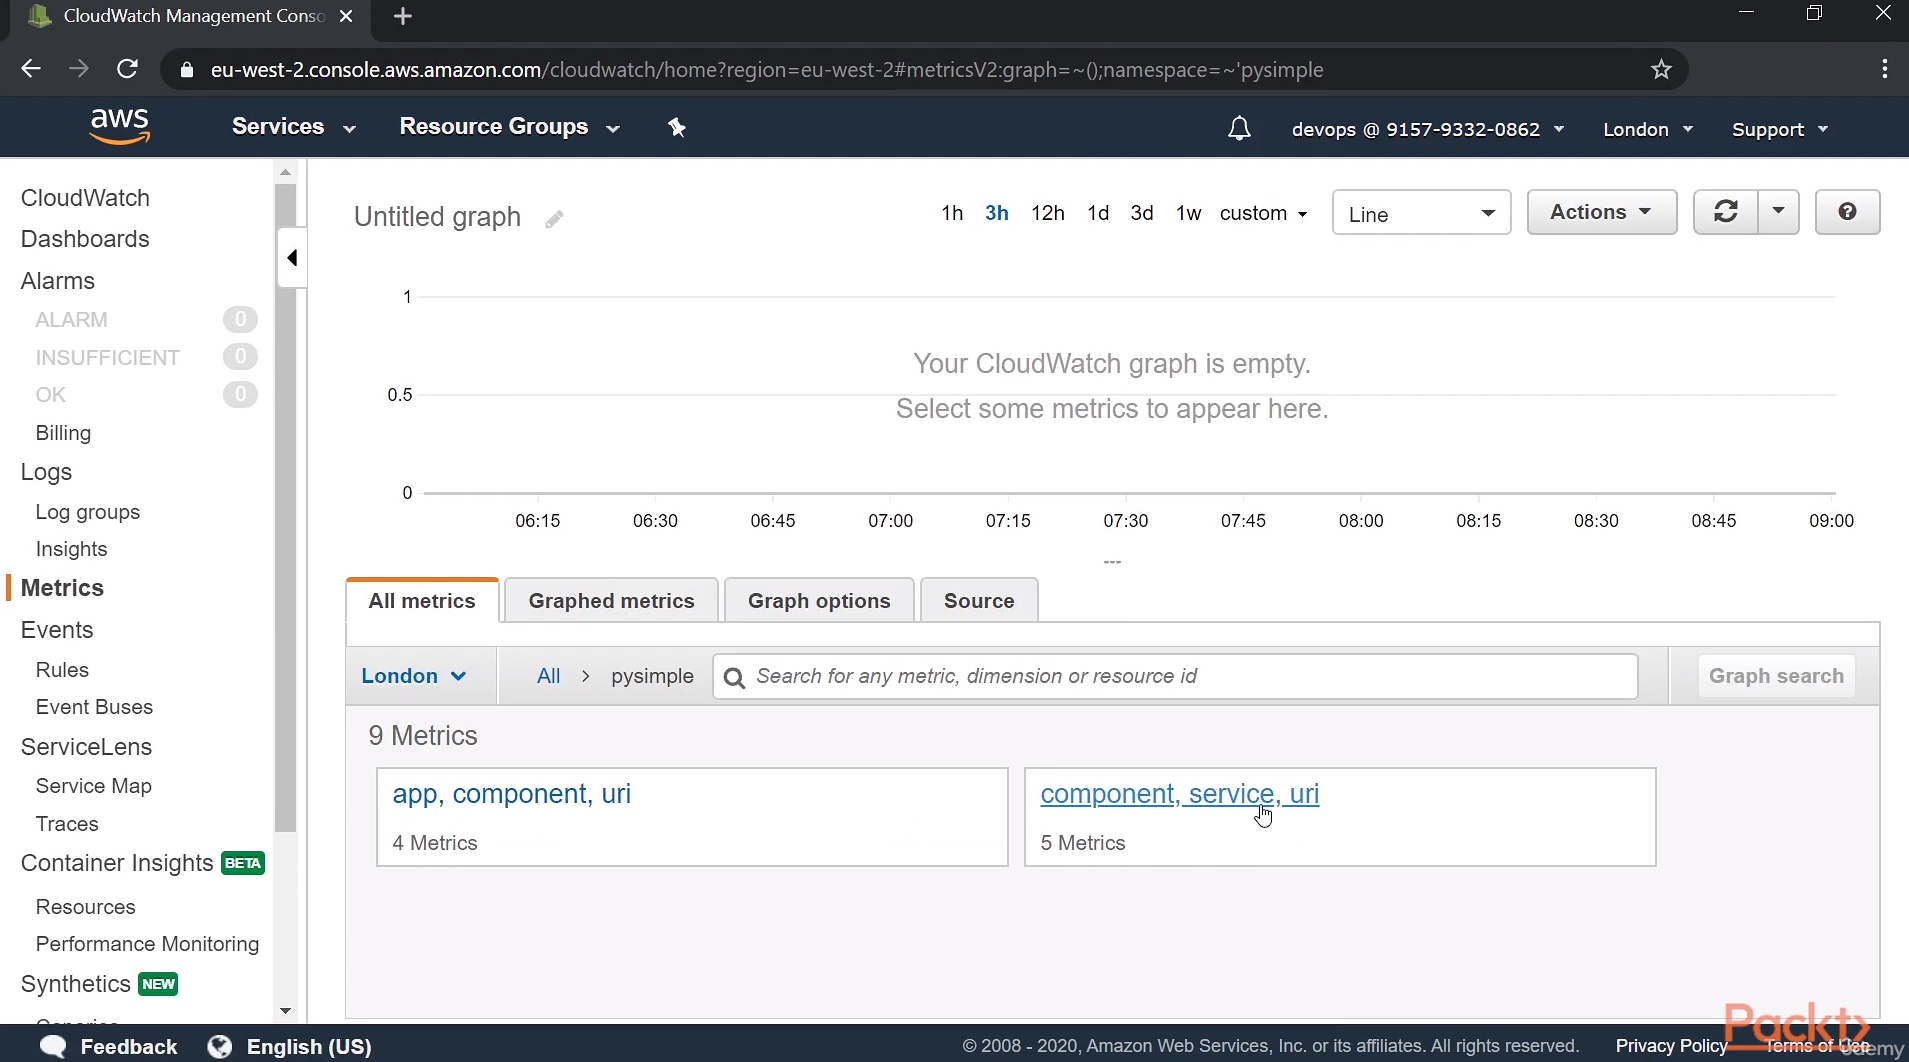 CloudWatch Management Conso
eu-west-2.console.aws.amazon.com/cloudwatch/home?region=eu-west-2#metricsV2:graph=~();namespace=~'pysimple
aws Services Resource Groups devops @ 9157-9332-0862 London Support
CloudWatch
Dashboards
Alarms
ALARM 0
INSUFFICIENT 0
OK 0
Billing
Logs
Log groups
Insights
Metrics
Events
Rules
Event Buses
ServiceLens
Service Map
Traces
Container Insights BETA
Resources
Performance Monitoring
Synthetics NEW
Untitled graph 1h 3h 12h 1d 3d 1w custom Line Actions
1
Your CloudWatch graph is empty.
0.5
Select some metrics to appear here.
0
06:15 06:30 06:45 07:00 07:15 07:30 07:45 08:00 08:15 08:30 08:45 09:00
All metrics Graphed metrics Graph options Source
London All > pysimple Search for any metric, dimension or resource id Graph search
9 Metrics
app, component, uri component, service, uri
4 Metrics 5 Metrics
Packt>
Feedback English (US) © 2008 - 2020, Amazon Web Services, Inc. or its affiliates. All rights reserved. Privacy Policy Terms of Use
udemy